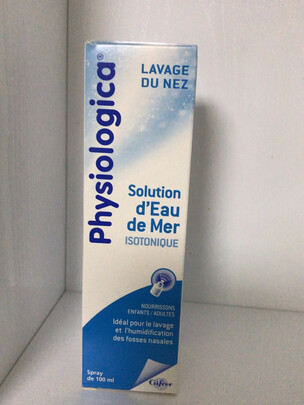 Physiologica®
LAVAGE
DU NEZ
Solution
d'Eau
de Mer
ISOTONIQUE
NOURRISSONS
ENFANTS / ADULTES
Idéal pour le lavage
et l'humidification
des fosses nasales
Spray
de 100 ml
Gifrer